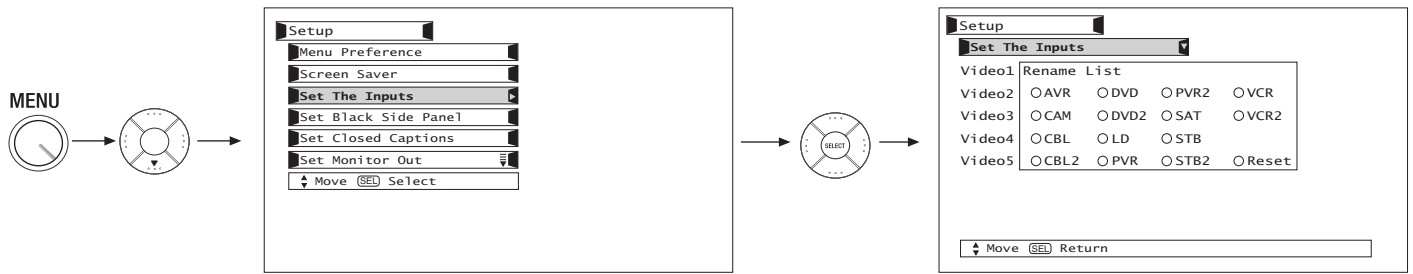 MENU
Setup
Menu Preference
Screen Saver
Set The Inputs
Set Black Side Panel
Set Closed Captions
Set Monitor Out
Move SEL Select
SELECT
Setup
Set The Inputs
Video1 Rename List
Video2 AVR DVD PVR2 VCR
Video3 CAM DVD2 SAT VCR2
Video4 CBL LD STB
Video5 CBL2 PVR STB2 Reset
Move SEL Return